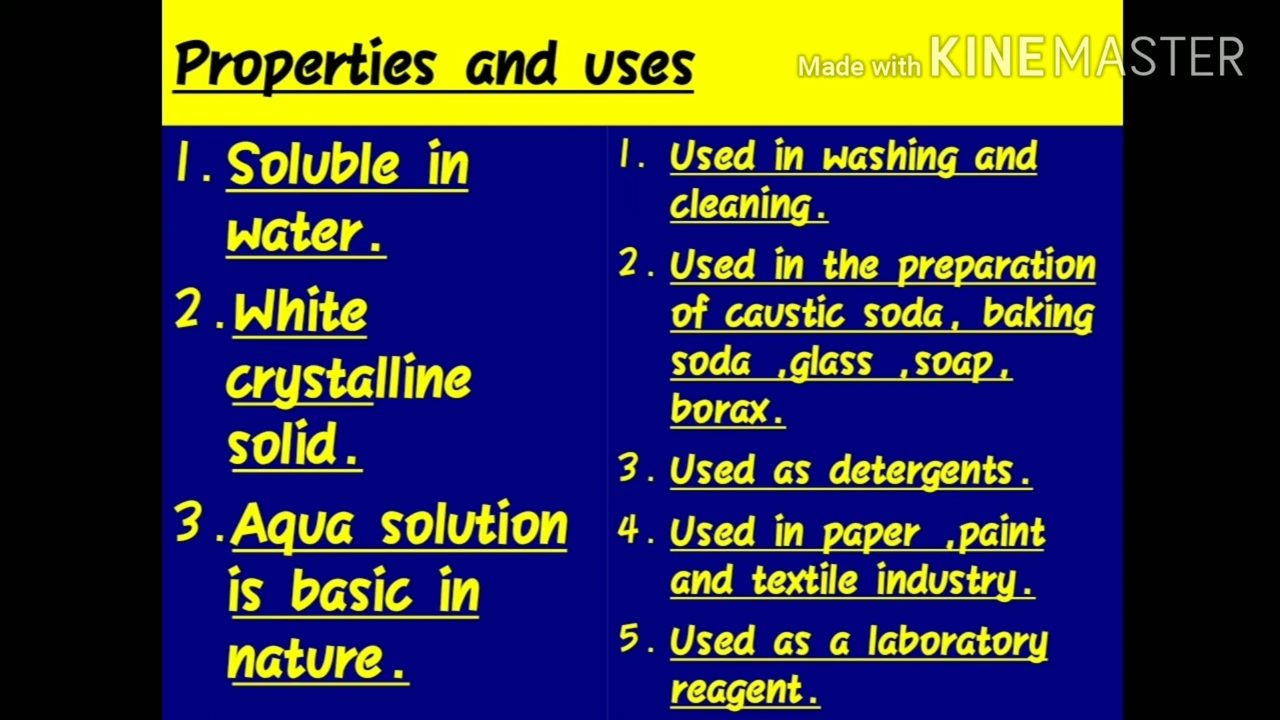 Properties and uses
Made with KINEMASTER
1. Soluble in
water.
2. White
crystalline
solid.
3. Aqua solution
is basic in
nature.
1. Used in washing and
cleaning.
2. Used in the preparation
of caustic soda, baking
soda ,glass ,soap,
borax.
3. Used as detergents.
4. Used in paper ,paint
and textile industry.
5. Used as a laboratory
reagent.